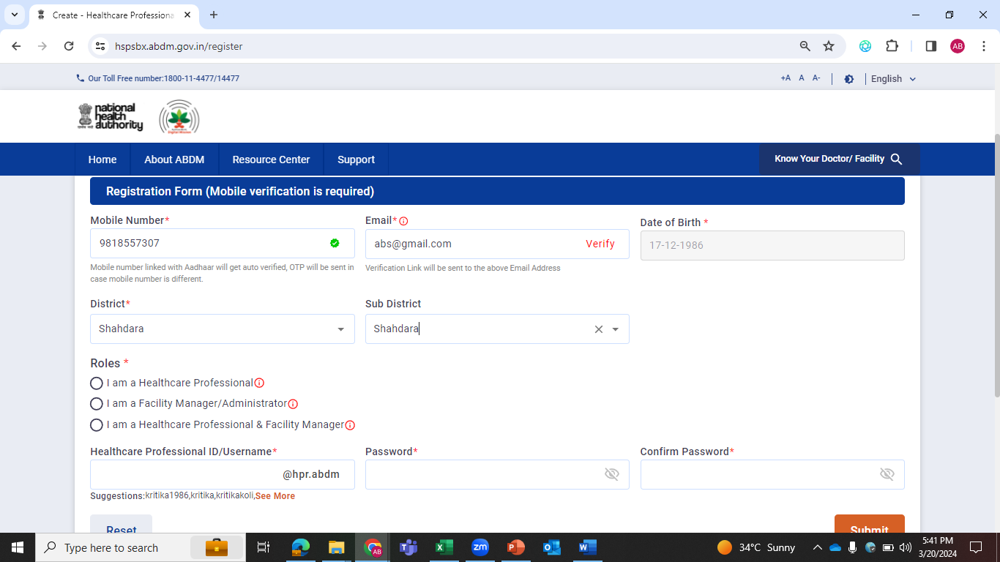 Create - Healthcare Professiona
hspsbx.abdm.gov.in/register
AB
Our Toll Free number:1800-11-4477/14477
+A A A- English
national
health
authority
Home About ABDM Resource Center Support Know Your Doctor/ Facility
Registration Form (Mobile verification is required)
Mobile Number* Email* Date of Birth *
9818557307 abs@gmail.com Verify 17-12-1986
Mobile number linked with Aadhaar will get auto verified, OTP will be sent in
case mobile number is different.
Verification Link will be sent to the above Email Address
District* Sub District
Shahdara Shahdara
Roles *
I am a Healthcare Professional
I am a Facility Manager/Administrator
I am a Healthcare Professional & Facility Manager
Healthcare Professional ID/Username* Password* Confirm Password*
@hpr.abdm
Suggestions:kritika1986,kritika,kritikakoli,See More
Reset Submit
Type here to search
AB
34°C Sunny
5:41 PM
3/20/2024